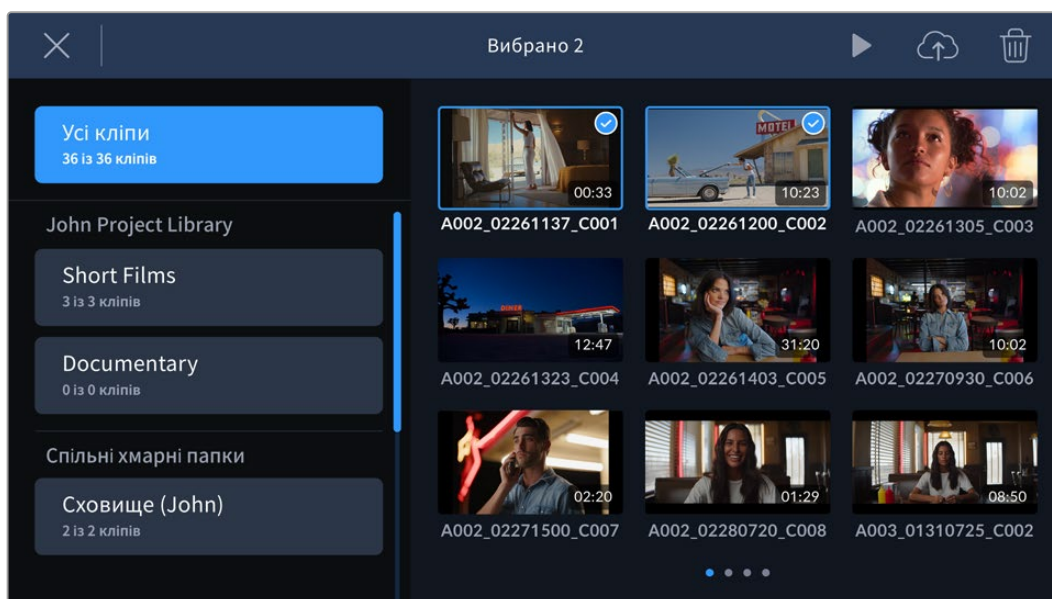 Вибрано 2
Усі кліпи
36 із 36 кліпів
John Project Library
Short Films
3 із 3 кліпів
Documentary
0 із 0 кліпів
Спільні хмарні папки
Сховище (John)
2 із 2 кліпів
MOTEL
00:33
10:23
10:02
A002_02261137_C001
A002_02261200_C002
A002_02261305_C003
DINER
12:47
31:20
10:02
A002_02261323_C004
A002_02261403_C005
A002_02270930_C006
02:20
01:29
08:50
A002_02271500_C007
A002_02280720_C008
A003_01310725_C002